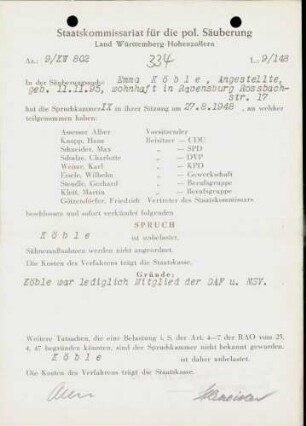 Staatskommissariat für die pol. Säuberung
Land Württemberg-Hohenzollern
Az.: 9/KW 802 334 L.9/148
In der Säuberungssache Emma Köble, Angestellte,
geb. 11.11.95, wohnhaft in Ravensburg Rossbach-
str. 17
hat die Spruchkammer IX in ihrer Sitzung am 27.8.1948 an welcher
teilgenommen haben:
Assessor Alber Vorsitzender
Knapp, Hans Beisitzer — CDU
Schneider, Max „ — SPD
Schulze, Charlotte „ — DVP
Weiner, Karl „ — KPD
Eisele, Wilhelm „ — Gewerkschaft
Steudle, Gerhard „ — Berufsgruppe
Klatt, Martin „ — Berufsgruppe
Götzendörfer, Friedrich Vertreter des Staatskommissars
beschlossen und sofort verkündet folgenden
SPRUCH
Köble ist unbelastet.
Sühnemaßnahmen werden nicht angeordnet.
Die Kosten des Verfahrens trägt die Staatskasse.
Gründe:
Köble war lediglich Mitglied der DAF u. NSV.
Weitere Tatsachen, die eine Belastung i. S. der Art. 4—7 der RAO vom 25.
4. 47 begründen könnten, sind der Spruchkammer nicht bekannt geworden.
Köble ist daher unbelastet.
Die Kosten des Verfahrens trägt die Staatskasse.